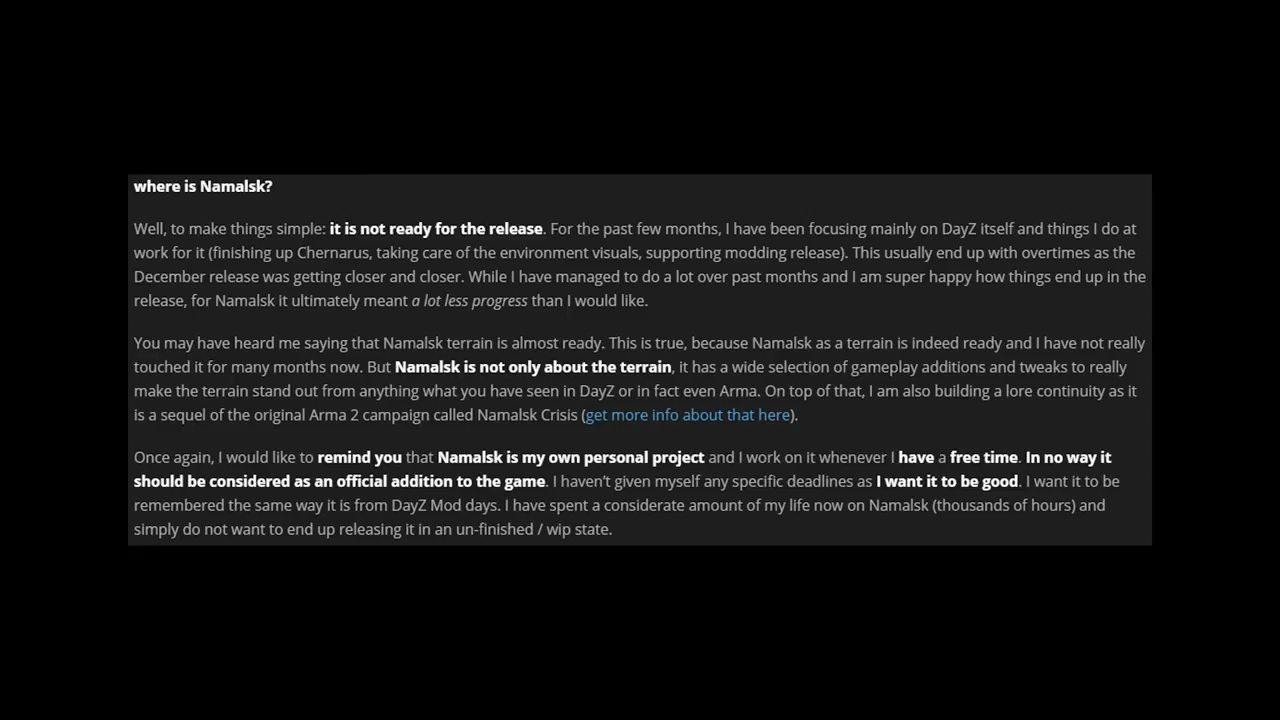 where is Namalsk?
Well, to make things simple: it is not ready for the release. For the past few months, I have been focusing mainly on DayZ itself and things I do at
work for it (finishing up Chernarus, taking care of the environment visuals, supporting modding release). This usually end up with overtimes as the
December release was getting closer and closer. While I have managed to do a lot over past months and I am super happy how things end up in the
release, for Namalsk it ultimately meant a lot less progress than I would like.
You may have heard me saying that Namalsk terrain is almost ready. This is true, because Namalsk as a terrain is indeed ready and I have not really
touched it for many months now. But Namalsk is not only about the terrain, it has a wide selection of gameplay additions and tweaks to really
make the terrain stand out from anything what you have seen in DayZ or in fact even Arma. On top of that, I am also building a lore continuity as it
is a sequel of the original Arma 2 campaign called Namalsk Crisis (get more info about that here).
Once again, I would like to remind you that Namalsk is my own personal project and I work on it whenever I have a free time. In no way it
should be considered as an official addition to the game. I haven't given myself any specific deadlines as I want it to be good. I want it to be
remembered the same way it is from DayZ Mod days. I have spent a considerate amount of my life now on Namalsk (thousands of hours) and
simply do not want to end up releasing it in an un-finished / wip state.